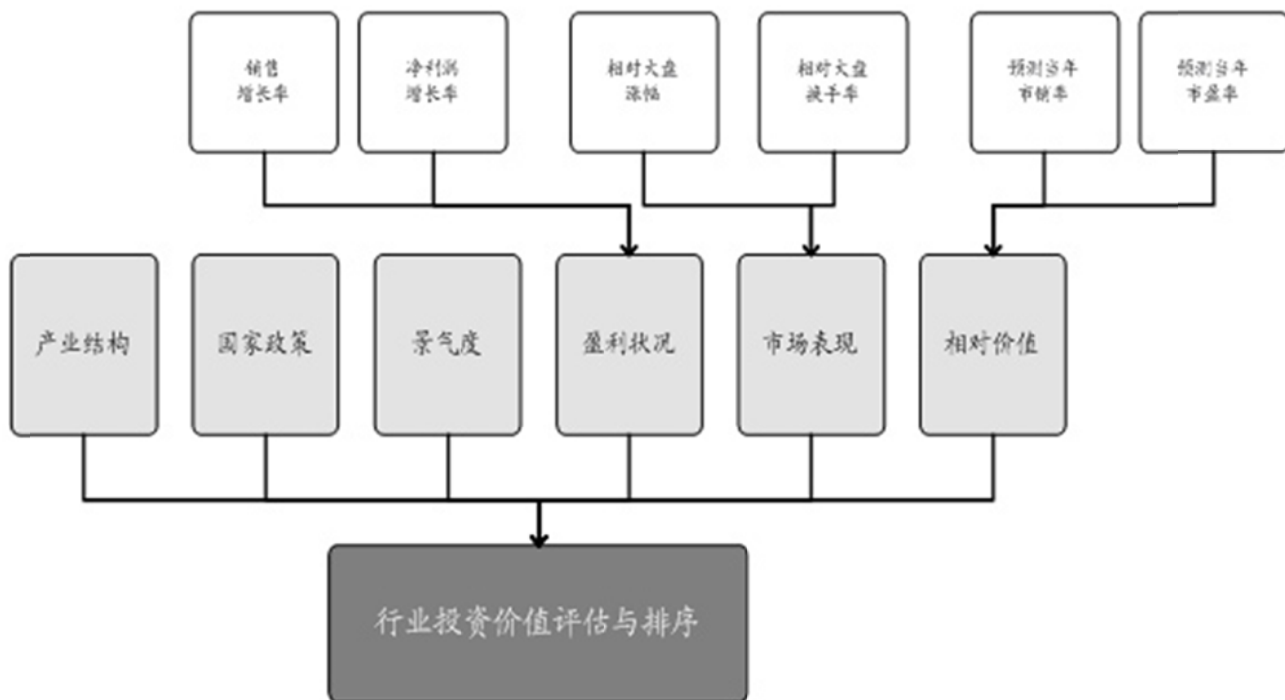 销售
增长率
净利润
增长率
相对大盘
涨幅
相对大盘
换手率
预测当年
市销率
预测当年
市盈率
产业结构
国家政策
景气度
盈利状况
市场表现
相对价值
行业投资价值评估与排序